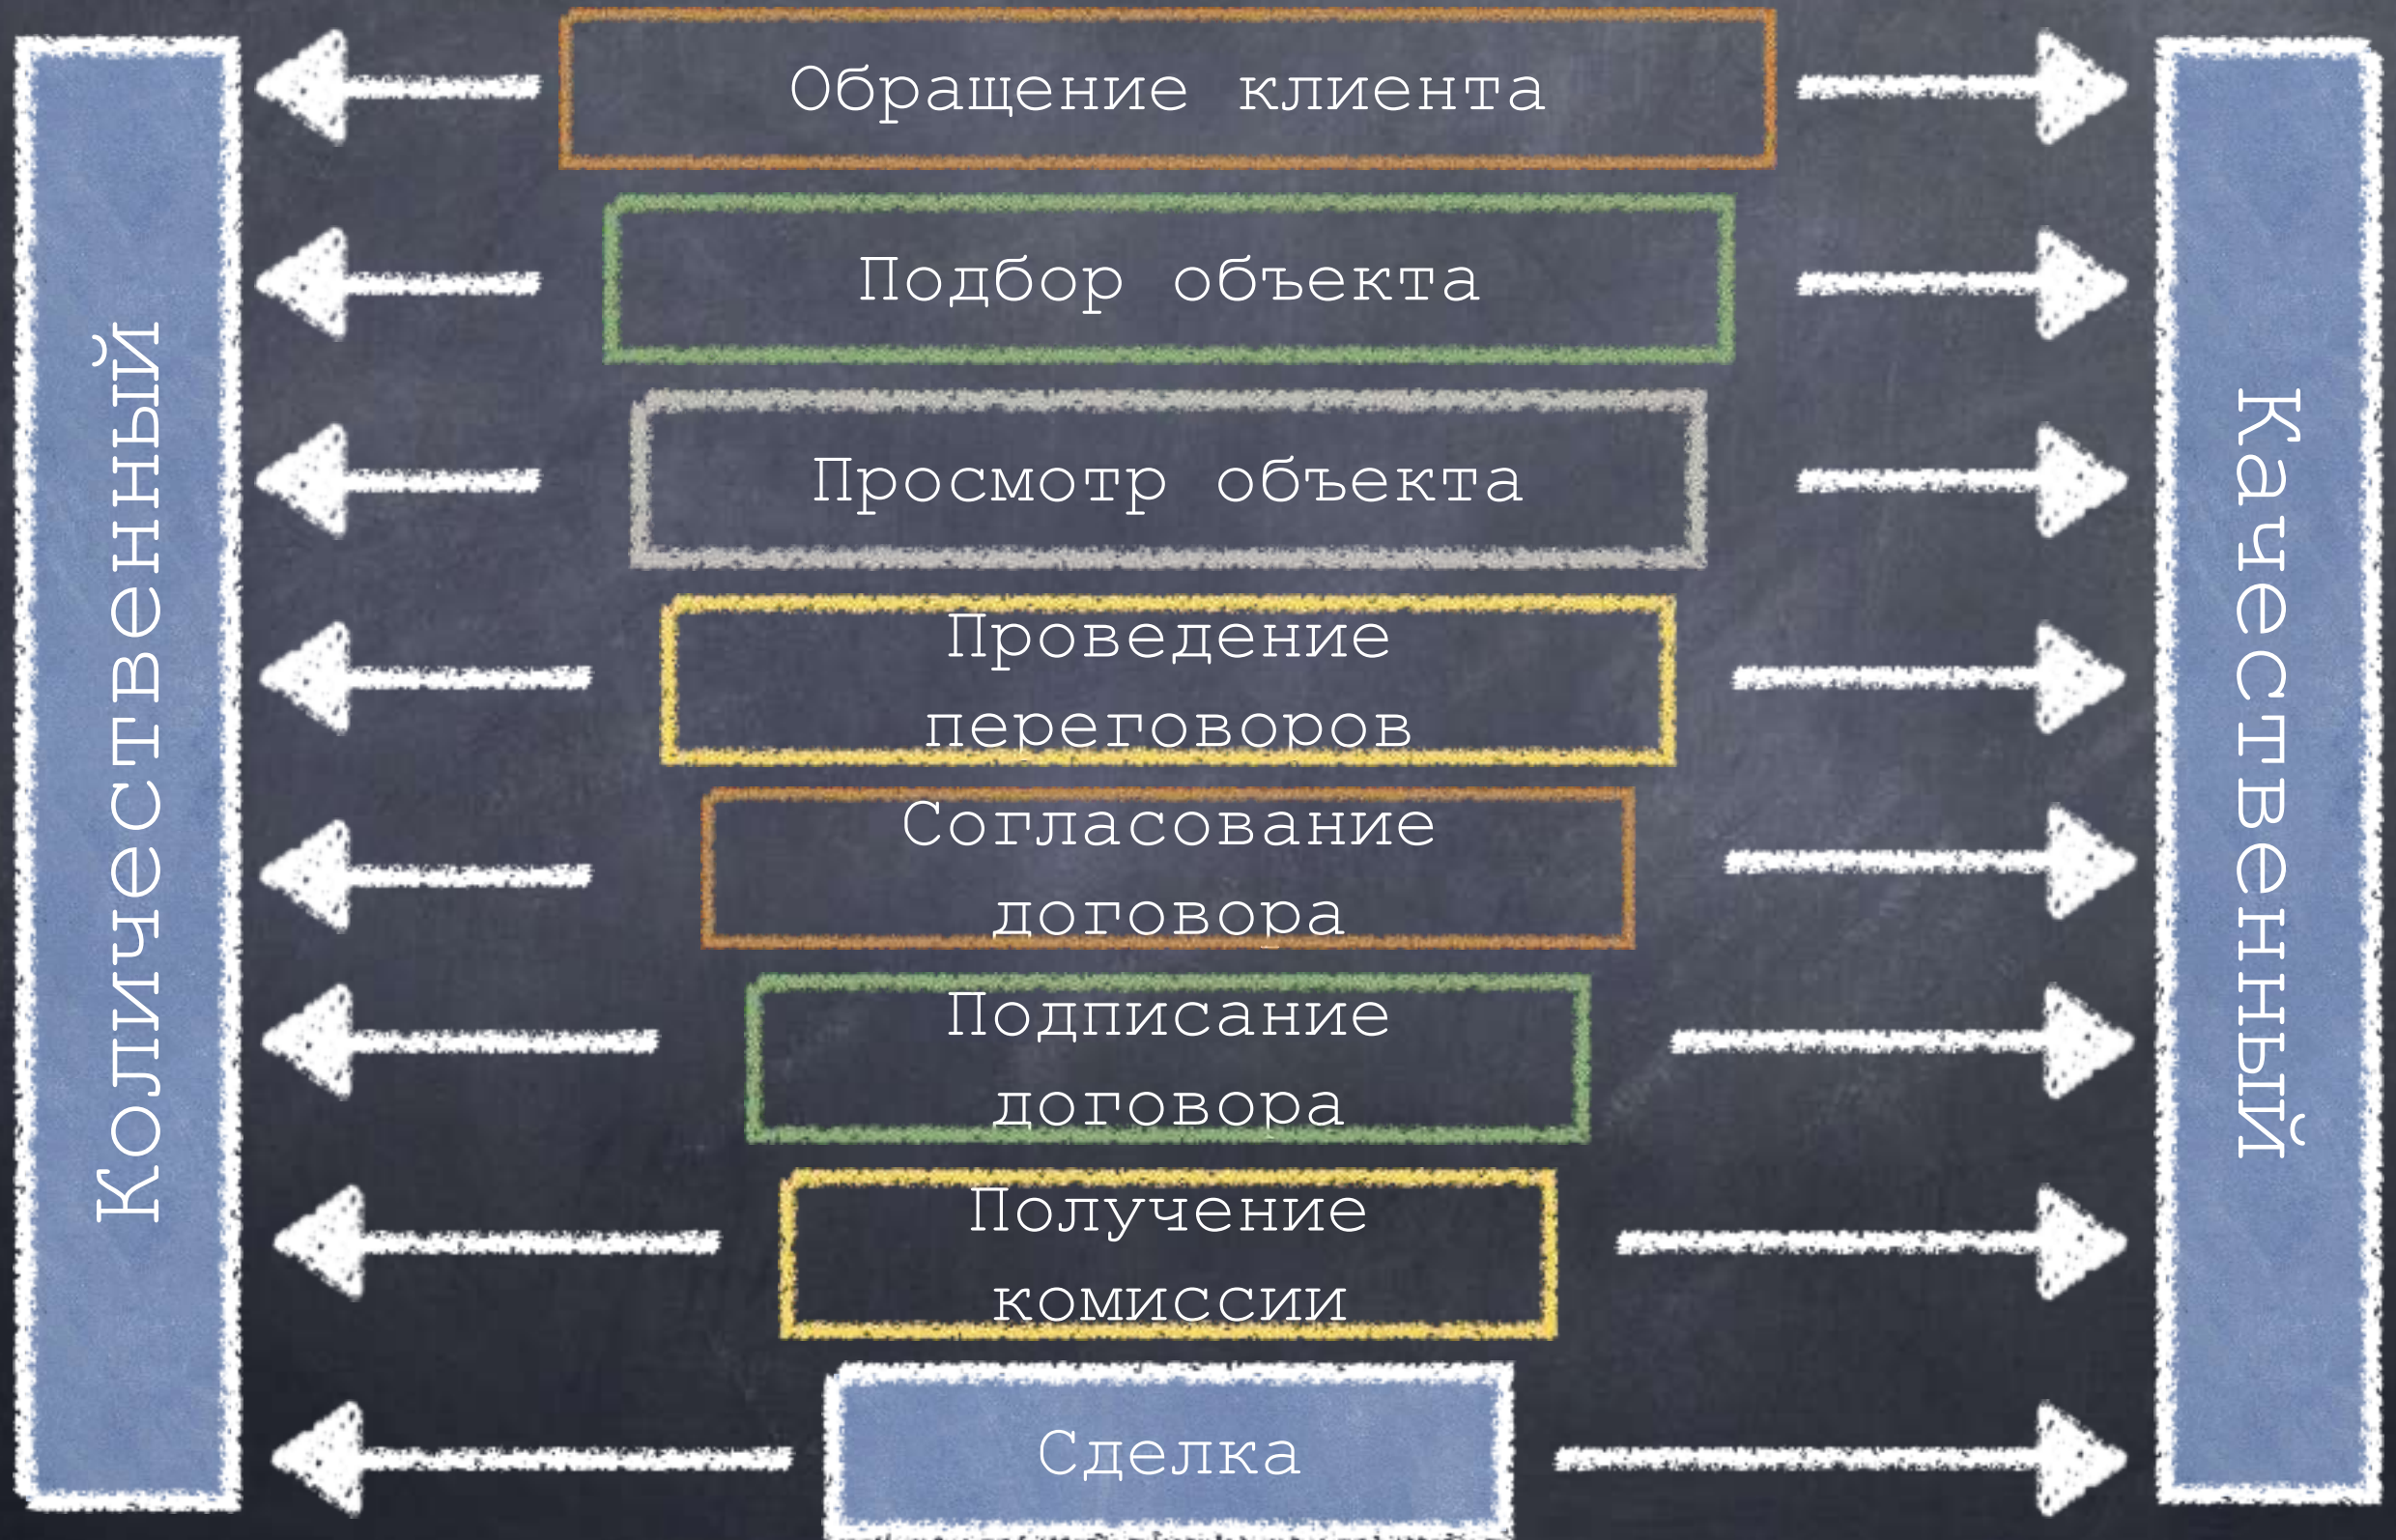 Количественный
Обращение клиента
Подбор объекта
Просмотр объекта
Проведение
переговоров
Согласование
договора
Подписание
договора
Получение
комиссии
Сделка
Качественный